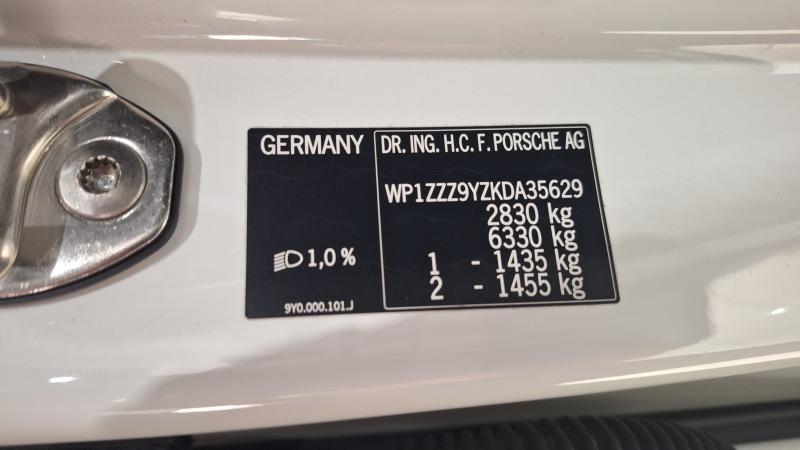 GERMANY
DR. ING. H.C. F. PORSCHE AG
WP1ZZZ9YZKDA35629
2830 kg
6330 kg
1 - 1435 kg
2 - 1455 kg
1,0 %
9Y0.000.101.J